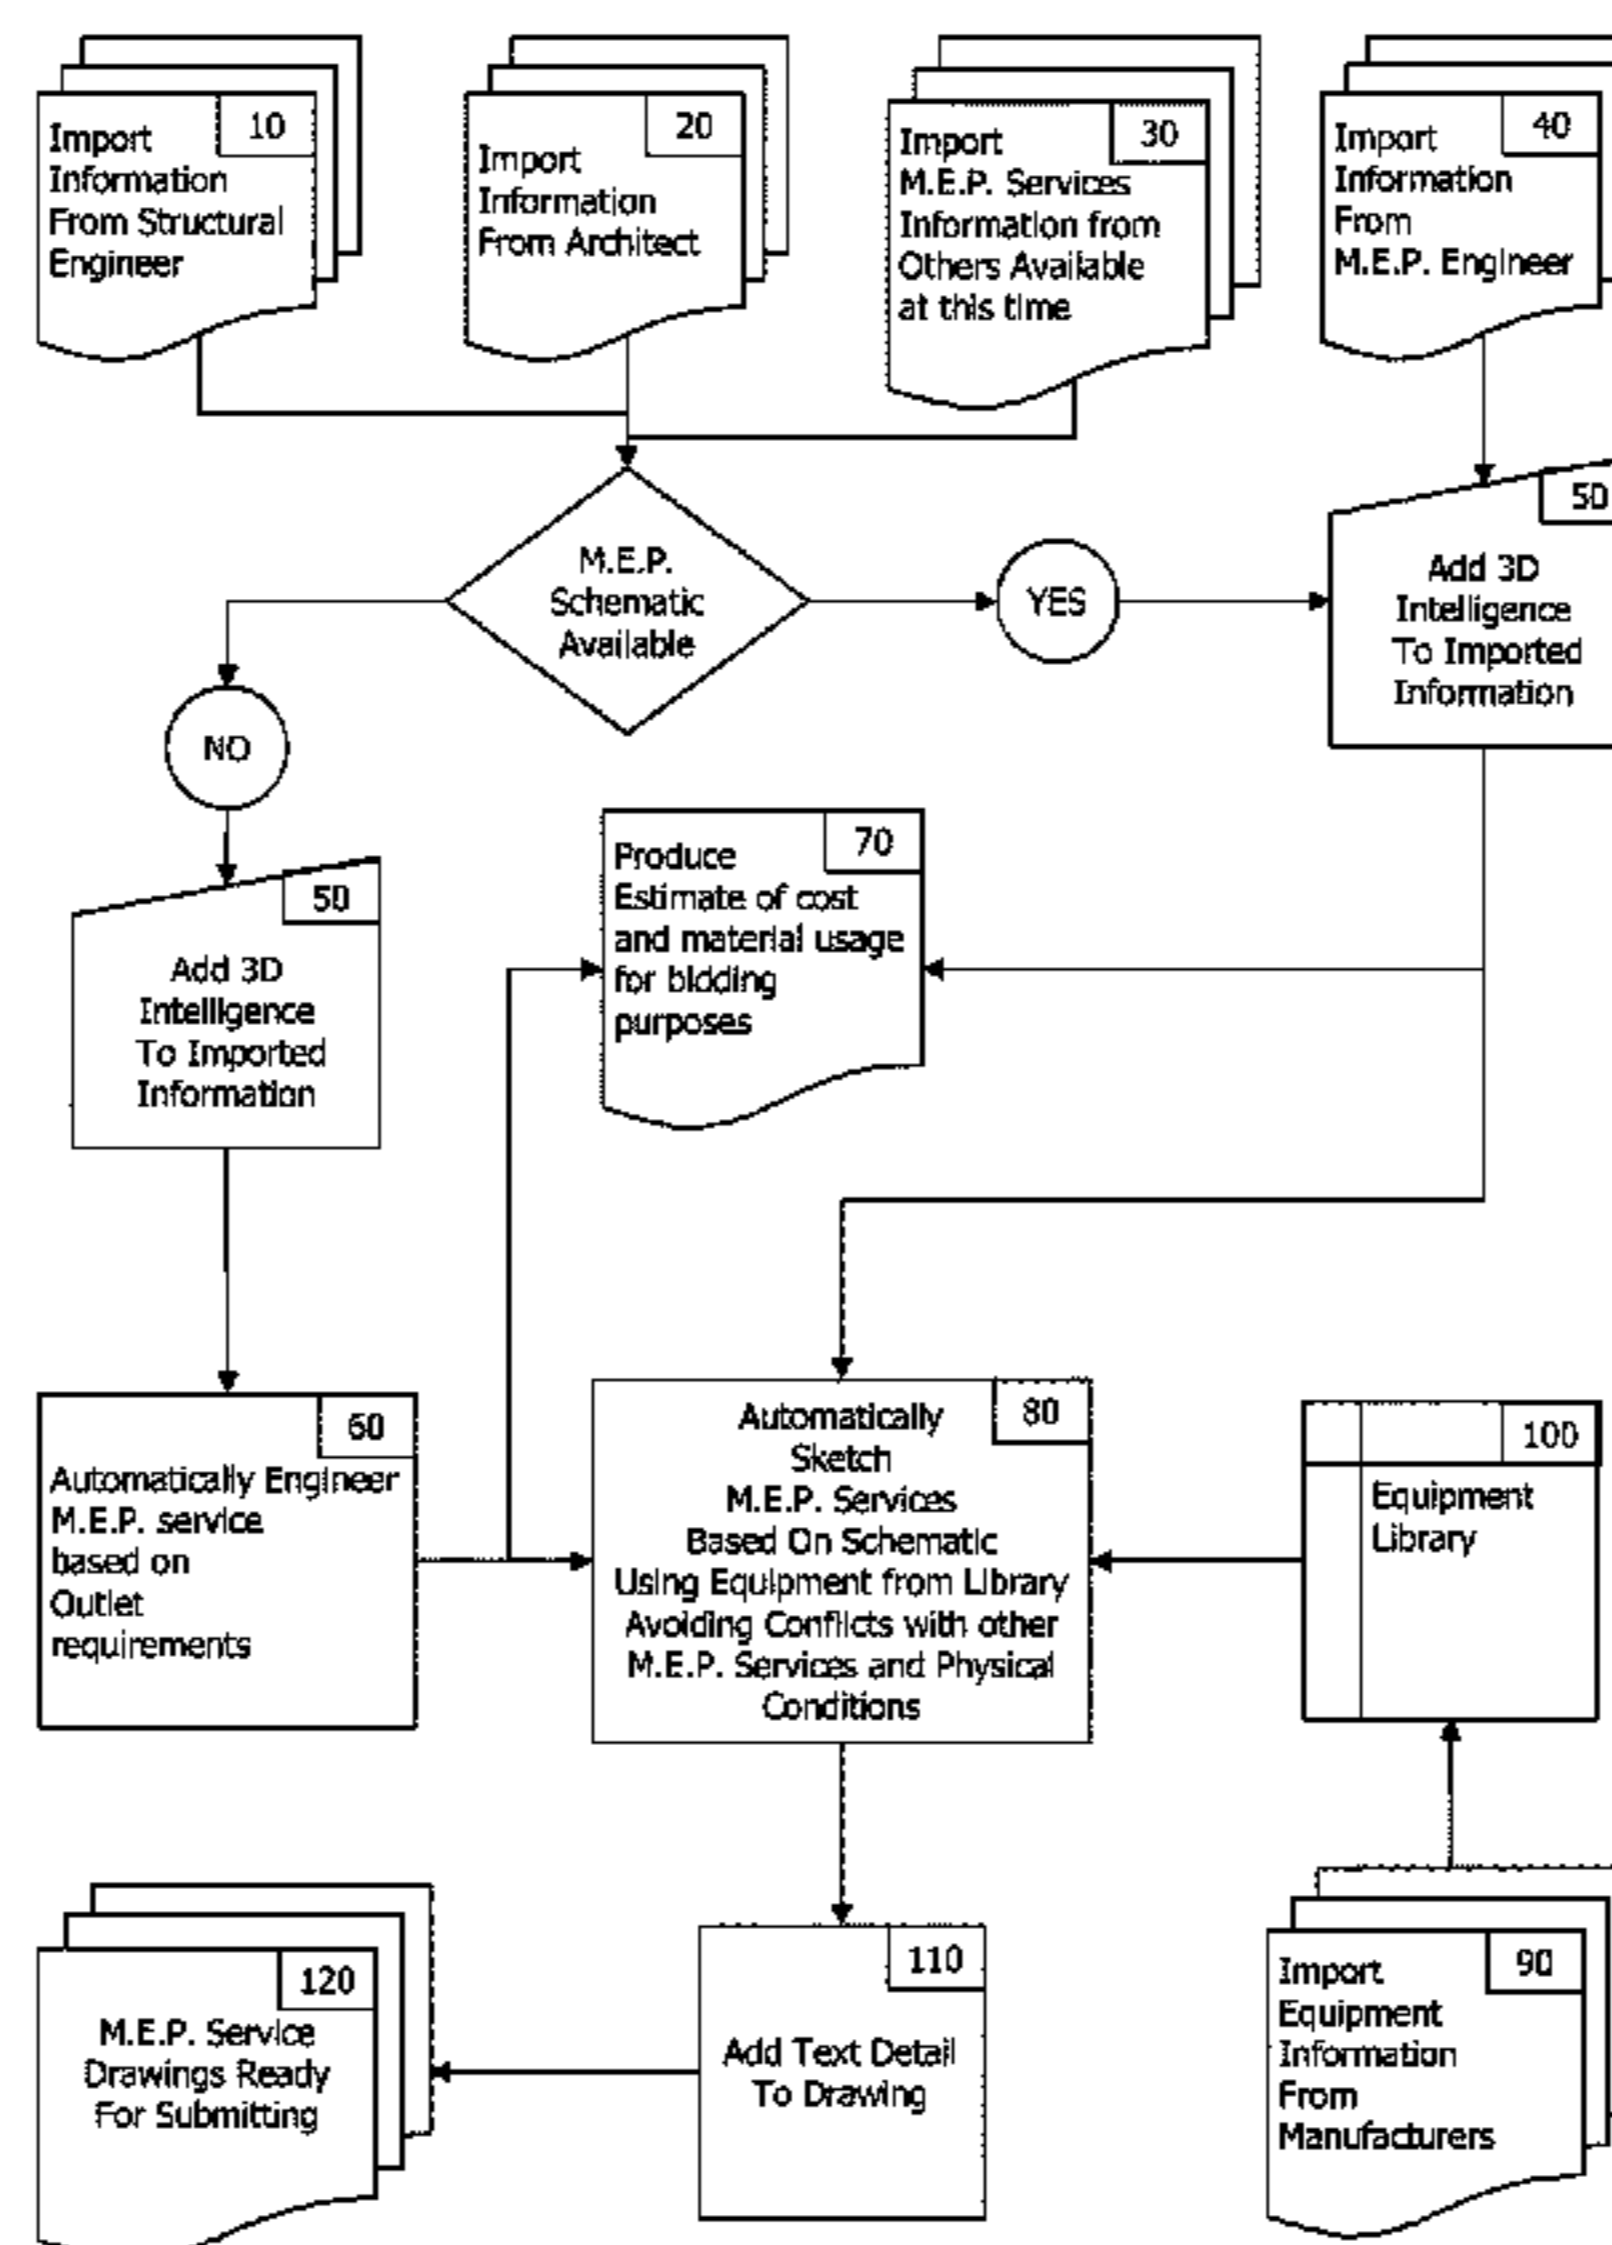 10
Import
Information
From Structural
Engineer
20
Import
Information
From Architect
30
Import
M.E.P. Services
Information from
Others Available
at this time
40
Import
Information
From
M.E.P. Engineer
M.E.P.
Schematic
Available
YES
50
Add 3D
Intelligence
To Imported
Information
NO
50
Add 3D
Intelligence
To Imported
Information
70
Produce
Estimate of cost
and material usage
for bidding
purposes
60
Automatically Engineer
M.E.P. service
based on
Outlet
requirements
80
Automatically
Sketch
M.E.P. Services
Based On Schematic
Using Equipment from Library
Avoiding Conflicts with other
M.E.P. Services and Physical
Conditions
100
Equipment
Library
120
M.E.P. Service
Drawings Ready
For Submitting
110
Add Text Detail
To Drawing
90
Import
Equipment
Information
From
Manufacturers